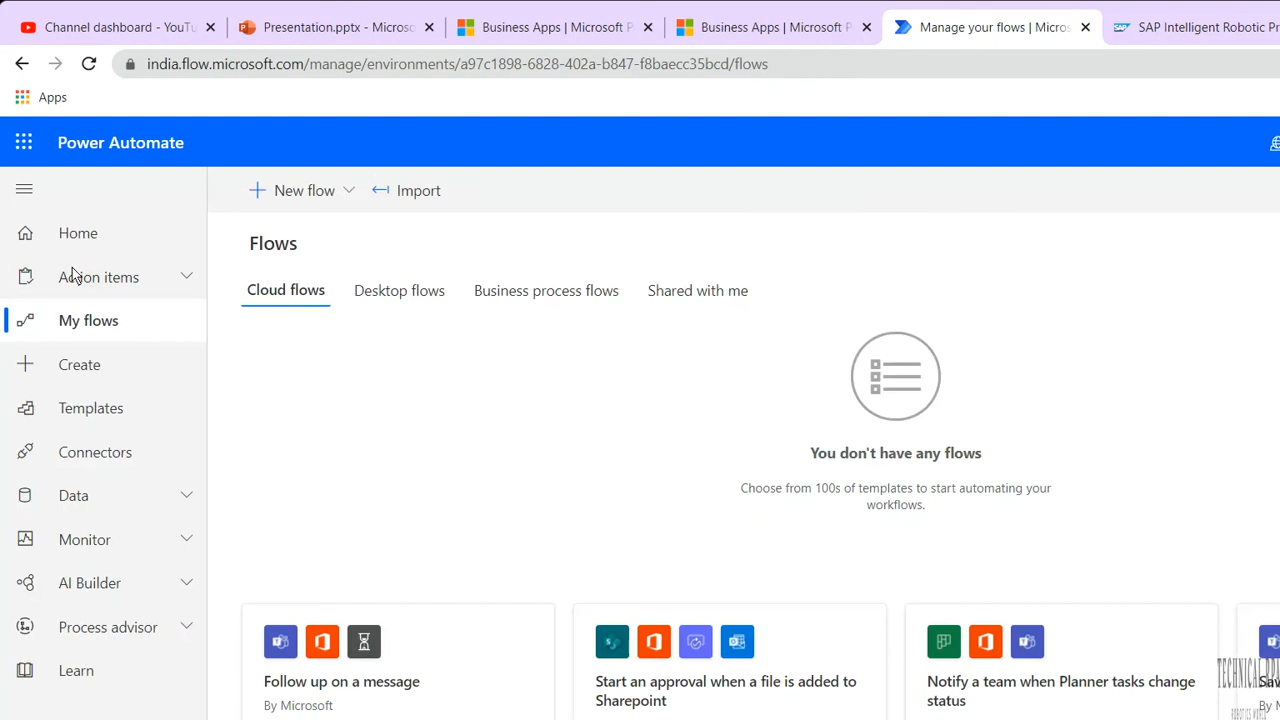 Channel dashboard - YouTu
Presentation.pptx - Microso
Business Apps | Microsoft P
Business Apps | Microsoft P
Manage your flows | Micros
SAP Intelligent Robotic Pr
india.flow.microsoft.com/manage/environments/a97c1898-6828-402a-b847-f8baecc35bcd/flows
Apps
Power Automate
New flow
Import
Home
Action items
My flows
Create
Templates
Connectors
Data
Monitor
AI Builder
Process advisor
Learn
Flows
Cloud flows
Desktop flows
Business process flows
Shared with me
You don't have any flows
Choose from 100s of templates to start automating your
workflows.
Follow up on a message
By Microsoft
Start an approval when a file is added to
Sharepoint
Notify a team when Planner tasks change
status
TECHNICAL